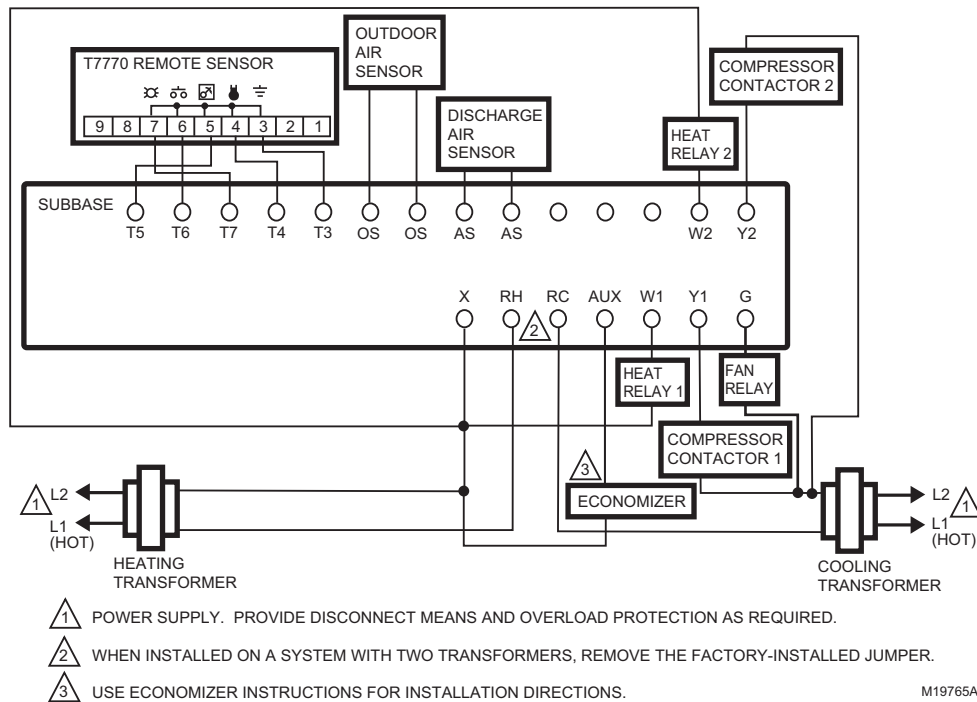 OUTDOOR
AIR
SENSOR
T7770 REMOTE SENSOR
9 8 7 6 5 4 3 2 1
DISCHARGE
AIR
SENSOR
HEAT
RELAY 2
COMPRESSOR
CONTACTOR 2
SUBBASE
T5 T6 T7 T4 T3 OS OS AS AS W2 Y2
X RH RC AUX W1 Y1 G
2
HEAT
RELAY 1
FAN
RELAY
COMPRESSOR
CONTACTOR 1
3
ECONOMIZER
1
L2
L1
(HOT)
HEATING
TRANSFORMER
L2
1
L1
(HOT)
COOLING
TRANSFORMER
1 POWER SUPPLY. PROVIDE DISCONNECT MEANS AND OVERLOAD PROTECTION AS REQUIRED.
2 WHEN INSTALLED ON A SYSTEM WITH TWO TRANSFORMERS, REMOVE THE FACTORY-INSTALLED JUMPER.
3 USE ECONOMIZER INSTRUCTIONS FOR INSTALLATION DIRECTIONS.
M19765A